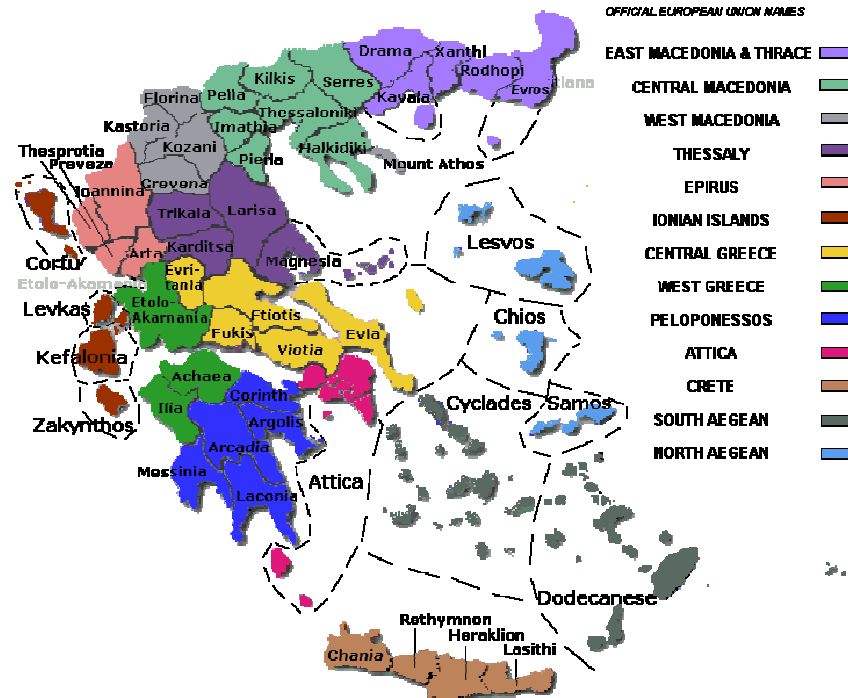 OFFICIAL EUROPEAN UNION NAMES
EAST MACEDONIA & THRACE
CENTRAL MACEDONIA
WEST MACEDONIA
THESSALY
EPIRUS
IONIAN ISLANDS
CENTRAL GREECE
WEST GREECE
PELOPONESSOS
ATTICA
CRETE
SOUTH AEGEAN
NORTH AEGEAN
Drama
Xanthi
Rodhopi
Evros
Kavala
Kilkis
Serres
Pella
Thessaloniki
Imathia
Pieria
Halkidiki
Mount Athos
Florina
Kastoria
Kozani
Grevena
Thesprotia
Preveza
Ioannina
Arta
Trikala
Larisa
Karditsa
Magnesia
Corfu
Etolo-Akarnania
Levkas
Kefalonia
Zakynthos
Evri-
tania
Etolo-
Akarnania
Ftiotis
Fukis
Viotia
Evia
Achaea
Ilia
Corinth
Argolis
Arcadia
Messinia
Laconia
Attica
Lesvos
Chios
Samos
Cyclades
Dodecanese
Chania
Rethymnon
Heraklion
Lasithi